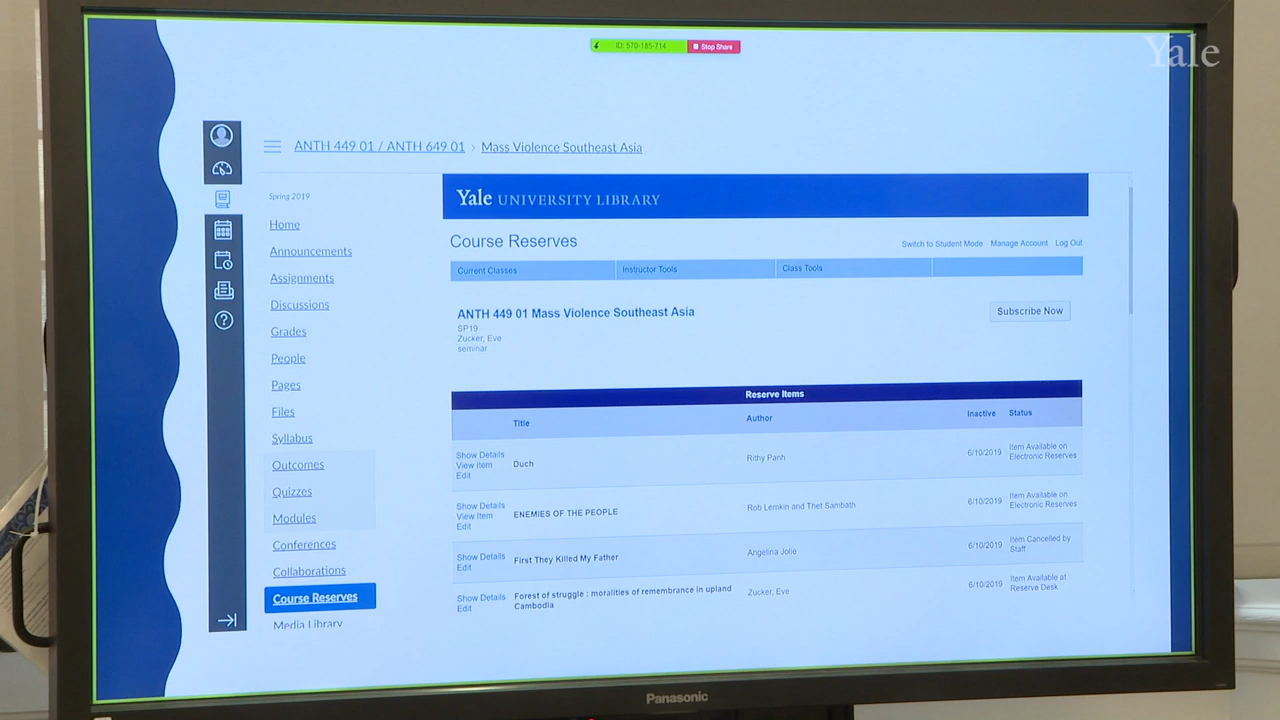 ID: 570-185-714
Stop Share
Yale
ANTH 449 01 / ANTH 649 01 › Mass Violence Southeast Asia
Spring 2019
Home
Announcements
Assignments
Discussions
Grades
People
Pages
Files
Syllabus
Outcomes
Quizzes
Modules
Conferences
Collaborations
Course Reserves
Media Library
Yale UNIVERSITY LIBRARY
Course Reserves
Switch to Student Mode Manage Account Log Out
Current Classes Instructor Tools Class Tools
ANTH 449 01 Mass Violence Southeast Asia
Subscribe Now
SP19
Zucker, Eve
seminar
Reserve Items
Title Author Inactive Status
Show Details
View Item
Edit
Duch
Rithy Panh
6/10/2019
Item Available on
Electronic Reserves
Show Details
View Item
Edit
ENEMIES OF THE PEOPLE
Rob Lemkin and Thet Sambath
6/10/2019
Item Available on
Electronic Reserves
Show Details
Edit
First They Killed My Father
Angelina Jolie
6/10/2019
Item Cancelled by
Staff
Show Details
Edit
Forest of struggle : moralities of remembrance in upland
Cambodia
Zucker, Eve
6/10/2019
Item Available at
Reserve Desk
Panasonic